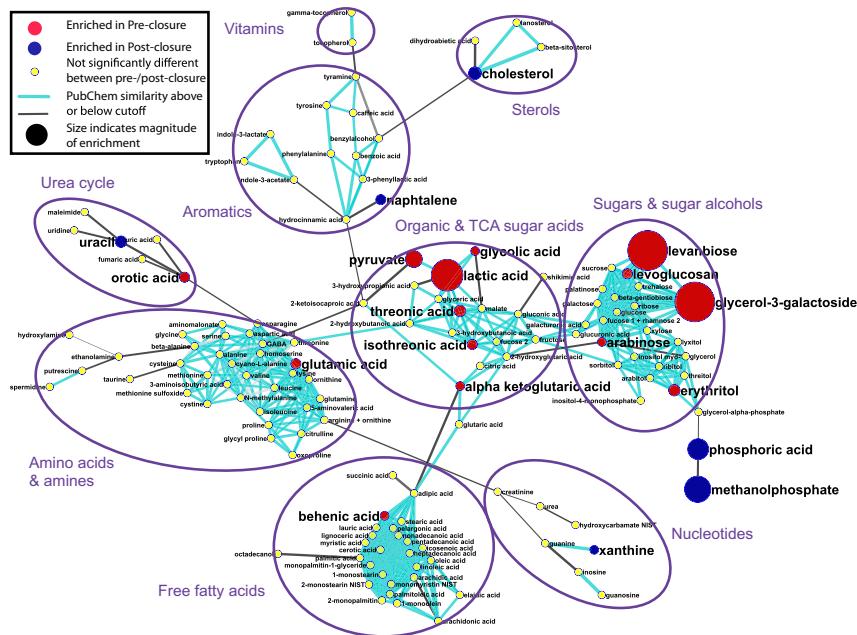 Enriched in Pre-closure
Enriched in Post-closure
Not significantly different
between pre-/post-closure
PubChem similarity above
or below cutoff
Size indicates magnitude
of enrichment
Vitamins
gamma-tocopherol
tocopherol
Sterols
lanosterol
dihydroabietic acid
beta-sitosterol
cholesterol
Aromatics
tyramine
tyrosine
caffeic acid
indole-3-lactate
benzylalcohol
phenylalanine
benzoic acid
tryptophan
indole-3-acetate
3-phenyllactic acid
naphtalene
hydrocinnamic acid
Urea cycle
maleimide
uridine
uracil
uric acid
fumaric acid
orotic acid
Organic & TCA sugar acids
glycolic acid
pyruvate
lactic acid
3-hydroxypropionic acid
shikimic acid
2-ketoisocaproic acid
glyceric acid
malate
threonic acid
gluconic acid
2-hydroxybutanoic acid
3-hydroxybutanoic acid
fucose 2
fructose
isothreonic acid
2-hydroxyglutaric acid
citric acid
alpha ketoglutaric acid
glutaric acid
Sugars & sugar alcohols
levanbiose
sucrose
levoglucosan
palatinose
trehalose
beta-gentiobiose
galactose
ribose
glycerol-3-galactoside
glucose
galacturonic acid
fucose 1 + rhamnose 2
glucuronic acid
xylose
arabinose
lyxitol
inositol myo-
glycerol
sorbitol
xlbitol
arabitol
threitol
erythritol
inositol-4-monophosphate
glycerol-alpha-phosphate
phosphoric acid
methanolphosphate
Amino acids
& amines
hydroxylamine
aminomalonate
asparagine
glycine
serine
aspartic acid
beta-alanine
GABA
threonine
ethanolamine
alanine
homoserine
glutamic acid
cysteine
cyano-L-alanine
putrescine
methionine
valine
lysine
taurine
ornithine
spermidine
3-aminoisobutyric acid
leucine
methionine sulfoxide
N-methylalanine
glutamine
cystine
isoleucine
5-aminovaleric acid
proline
arginine + ornithine
glycyl proline
citrulline
oxoproline
Free fatty acids
succinic acid
adipic acid
behenic acid
stearic acid
lauric acid
pelargonic acid
lignoceric acid
nonadecanoic acid
myristic acid
pentadecanoic acid
cerotic acid
icosenoic acid
octadecanol
heptadecanoic acid
palmitic acid
oleic acid
monopalmitin-1-glyceride
linoleic acid
1-monostearin
arachidic acid
2-monostearin NIST
monomyristin NIST
palmitoleic acid
elaidic acid
2-monopalmitin
1-monoolein
arachidonic acid
Nucleotides
creatinine
urea
hydroxycarbamate NIST
guanine
xanthine
inosine
guanosine